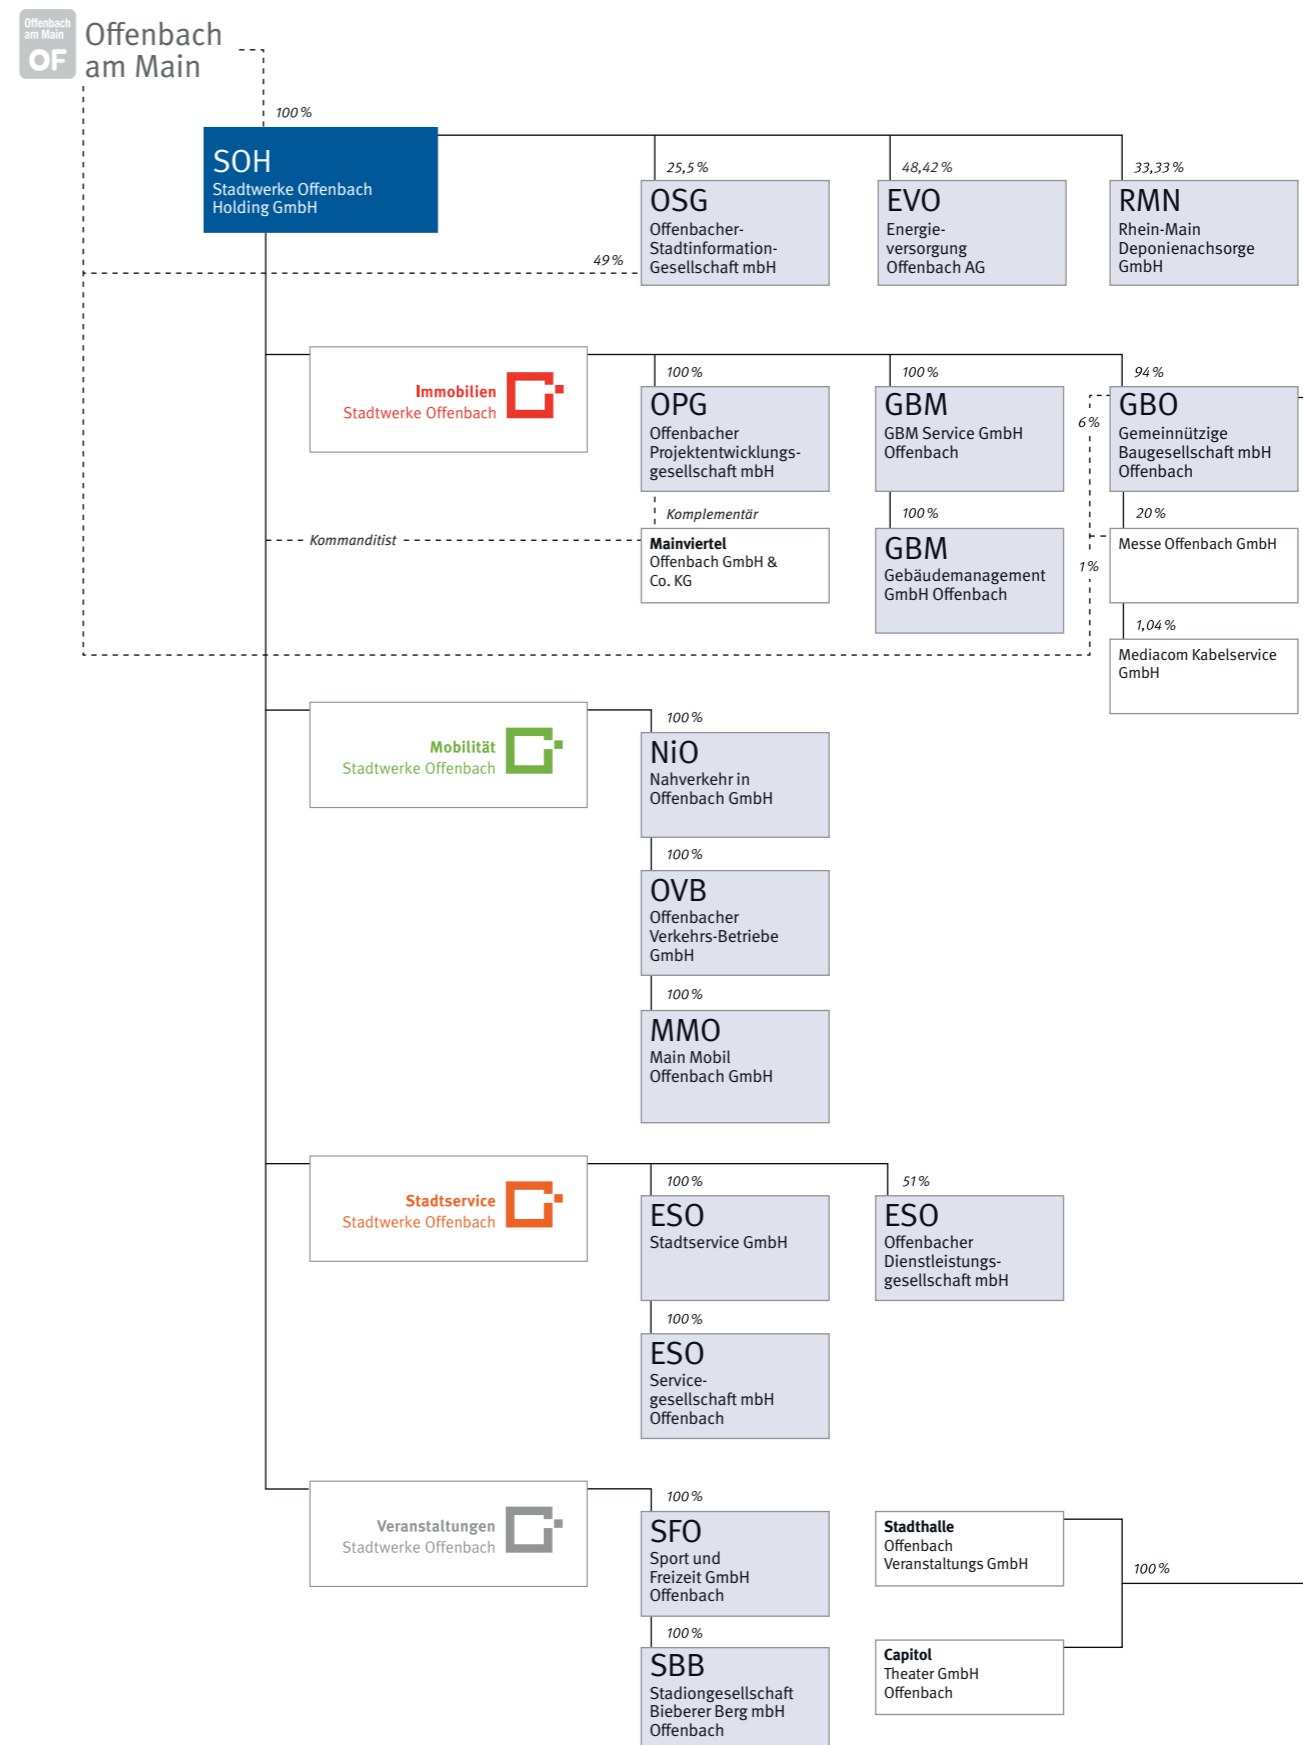 Offenbach
am Main
OF
Offenbach
am Main
100 %
SOH
Stadtwerke Offenbach
Holding GmbH
25,5 %
OSG
Offenbacher-
Stadtinformation-
Gesellschaft mbH
49 %
48,42 %
EVO
Energie-
versorgung
Offenbach AG
33,33 %
RMN
Rhein-Main
Deponienachsorge
GmbH
Immobilien
Stadtwerke Offenbach
100 %
OPG
Offenbacher
Projektentwicklungs-
gesellschaft mbH
Komplementär
Kommanditist
Mainviertel
Offenbach GmbH &
Co. KG
100 %
GBM
GBM Service GmbH
Offenbach
100 %
GBM
Gebäudemanagement
GmbH Offenbach
94 %
6 %
GBO
Gemeinnützige
Baugesellschaft mbH
Offenbach
20 %
1 %
Messe Offenbach GmbH
1,04 %
Mediacom Kabelservice
GmbH
Mobilität
Stadtwerke Offenbach
100 %
NiO
Nahverkehr in
Offenbach GmbH
100 %
OVB
Offenbacher
Verkehrs-Betriebe
GmbH
100 %
MMO
Main Mobil
Offenbach GmbH
Stadtservice
Stadtwerke Offenbach
100 %
ESO
Stadtservice GmbH
100 %
ESO
Service-
gesellschaft mbH
Offenbach
51 %
ESO
Offenbacher
Dienstleistungs-
gesellschaft mbH
Veranstaltungen
Stadtwerke Offenbach
100 %
SFO
Sport und
Freizeit GmbH
Offenbach
100 %
SBB
Stadiongesellschaft
Bieberer Berg mbH
Offenbach
Stadthalle
Offenbach
Veranstaltungs GmbH
100 %
Capitol
Theater GmbH
Offenbach